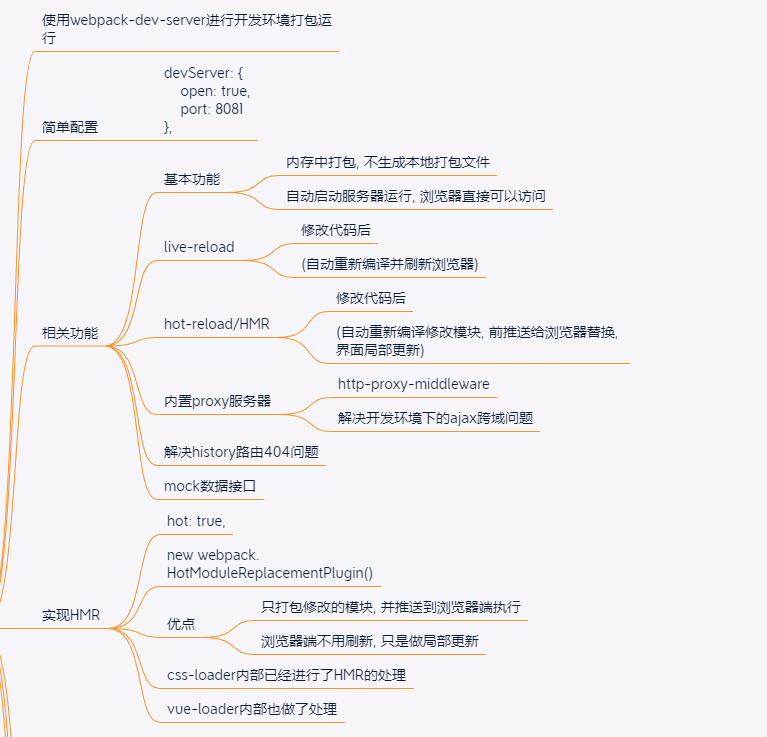 使用webpack-dev-server进行开发环境打包运
行
devServer: {
open: true,
port: 8081
},
简单配置
内存中打包, 不生成本地打包文件
基本功能
自动启动服务器运行, 浏览器直接可以访问
修改代码后
live-reload
(自动重新编译并刷新浏览器)
修改代码后
hot-reload/HMR
(自动重新编译修改模块, 前推送给浏览器替换,
界面局部更新)
相关功能
http-proxy-middleware
内置proxy服务器
解决开发环境下的ajax跨域问题
解决history路由404问题
mock数据接口
hot: true,
new webpack.
HotModuleReplacementPlugin()
实现HMR
只打包修改的模块, 并推送到浏览器端执行
优点
浏览器端不用刷新, 只是做局部更新
css-loader内部已经进行了HMR的处理
vue-loader内部也做了处理